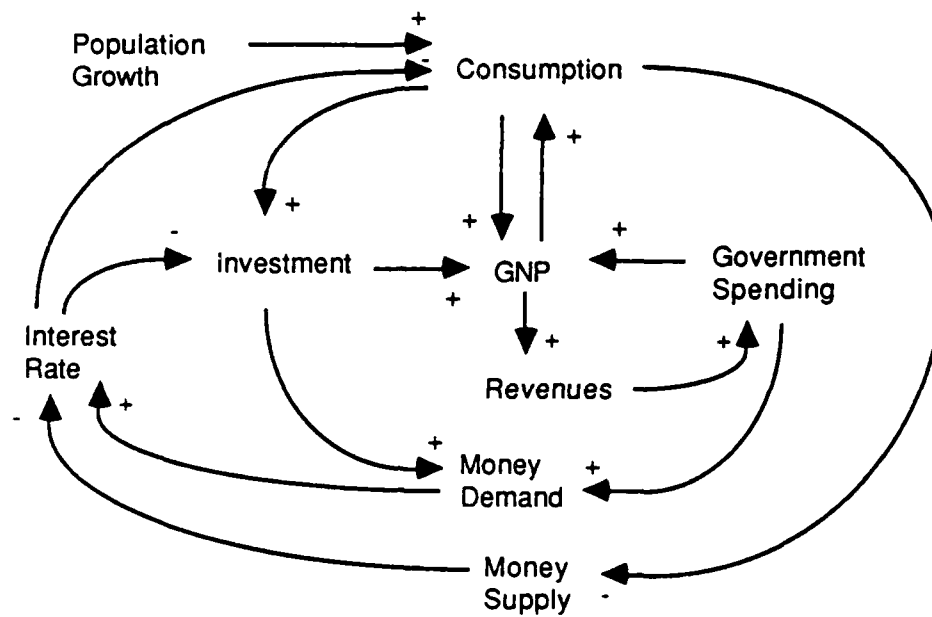 Population
Growth
+
-
Consumption
+
+
+
+
-
investment
+
GNP
Government
Spending
+
+
Interest
Rate
Revenues
-
+
+
Money
Demand
+
Money
Supply
-